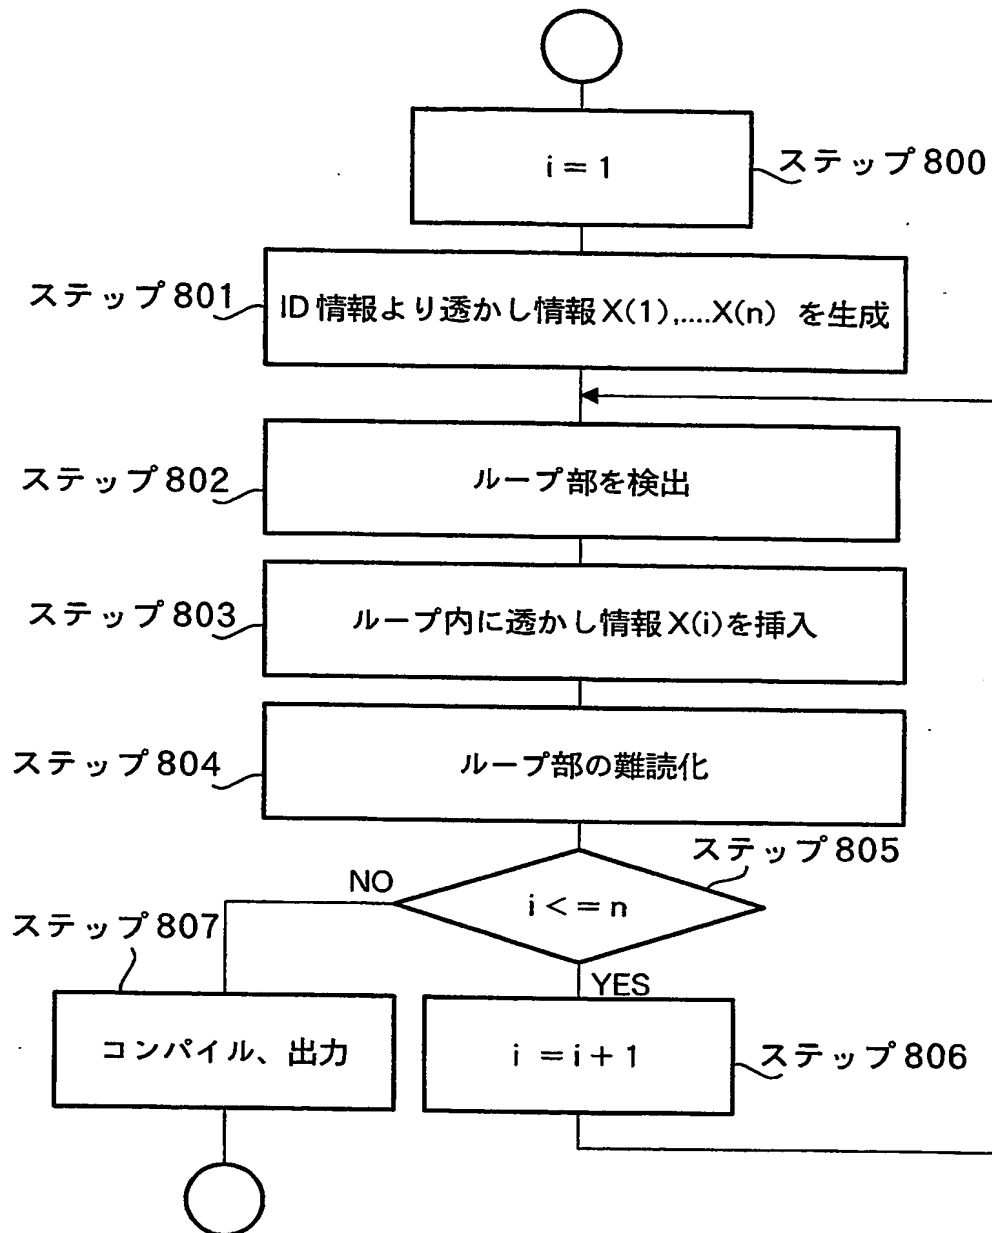 i = 1
ステップ800
ステップ801
ID情報より透かし情報X(1),....X(n) を生成
ステップ802
ループ部を検出
ステップ803
ループ内に透かし情報X(i)を挿入
ステップ804
ループ部の難読化
ステップ805
NO
i <= n
ステップ807
YES
コンパイル、出力
i = i + 1
ステップ806